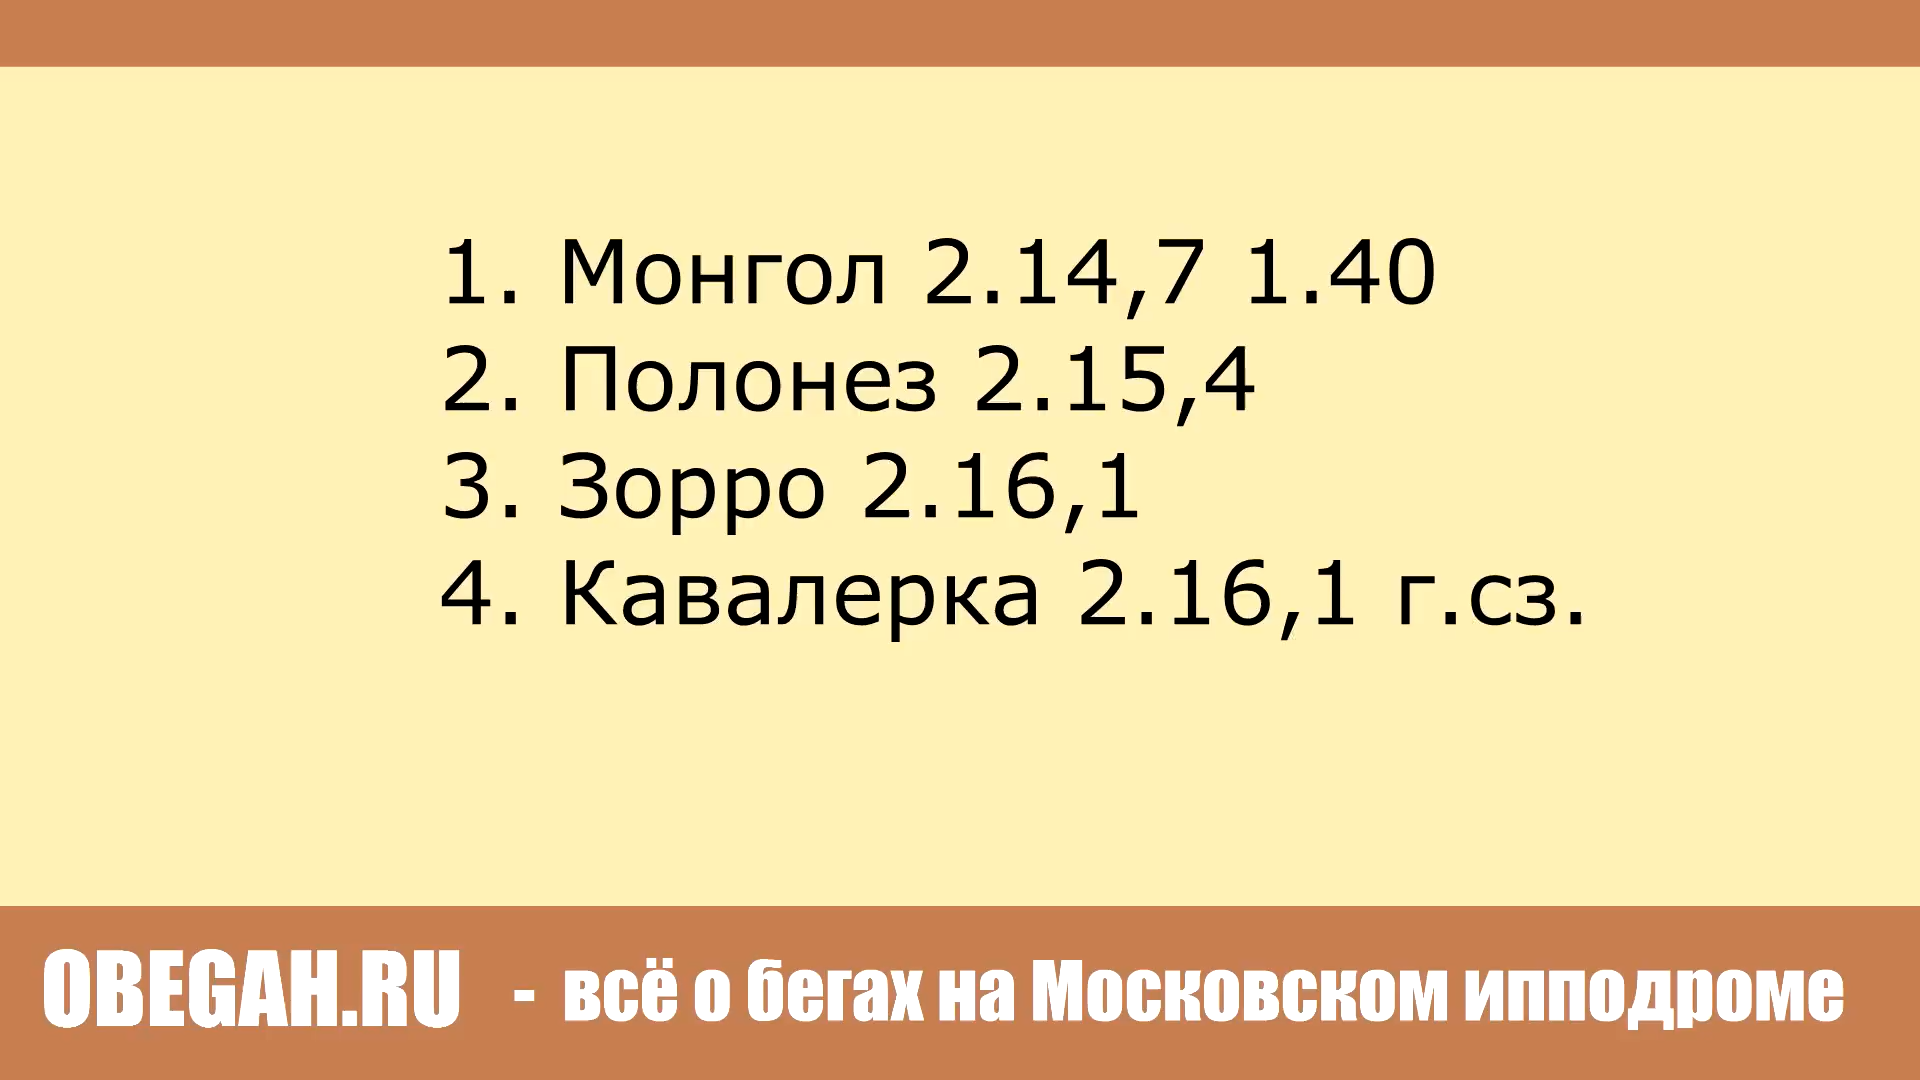 1. Монгол 2.14,7 1.40
2. Полонез 2.15,4
3. Зорро 2.16,1
4. Кавалерка 2.16,1 г.сз.
OBEGAH.RU - всё о бегах на Московском ипподроме